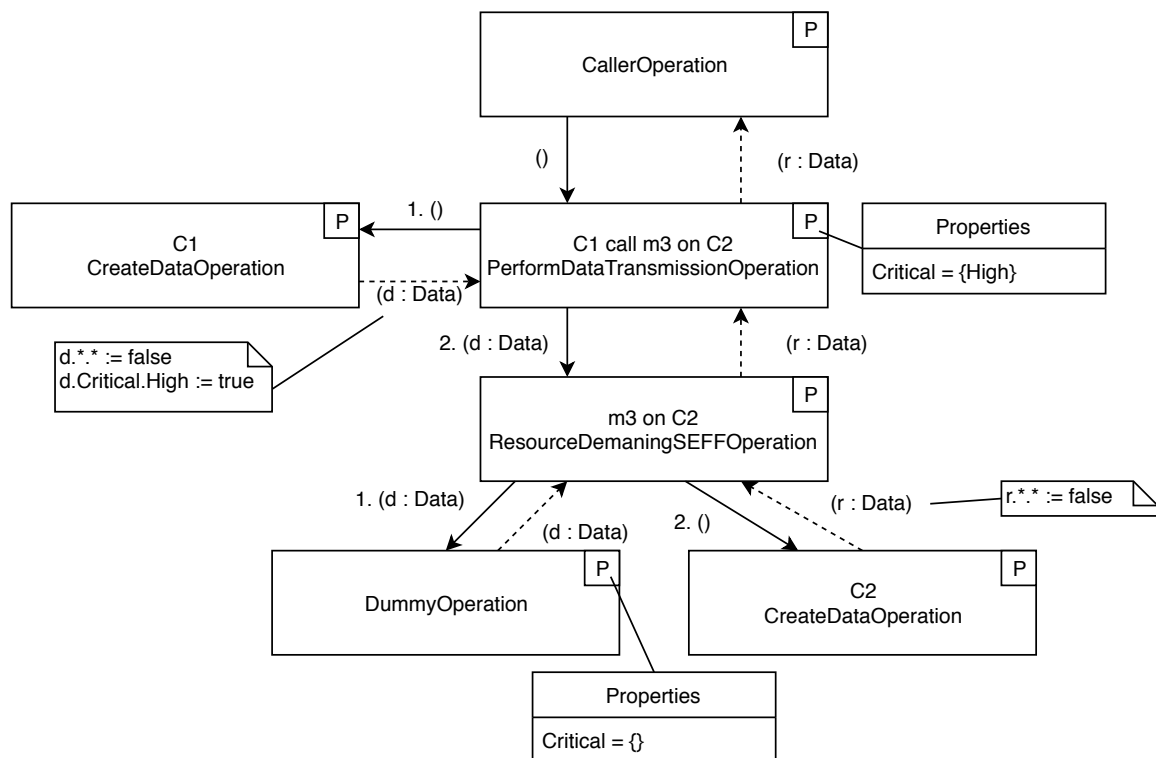 P
CallerOperation
()
(r : Data)
1. ()
P
C1
CreateDataOperation
P
C1 call m3 on C2
PerformDataTransmissionOperation
Properties
Critical = {High}
(d : Data)
2. (d : Data)
(r : Data)
d.*.* := false
d.Critical.High := true
P
m3 on C2
ResourceDemaningSEFFOperation
1. (d : Data)
(d : Data)
2. ()
(r : Data)
r.*.* := false
P
DummyOperation
P
C2
CreateDataOperation
Properties
Critical = {}